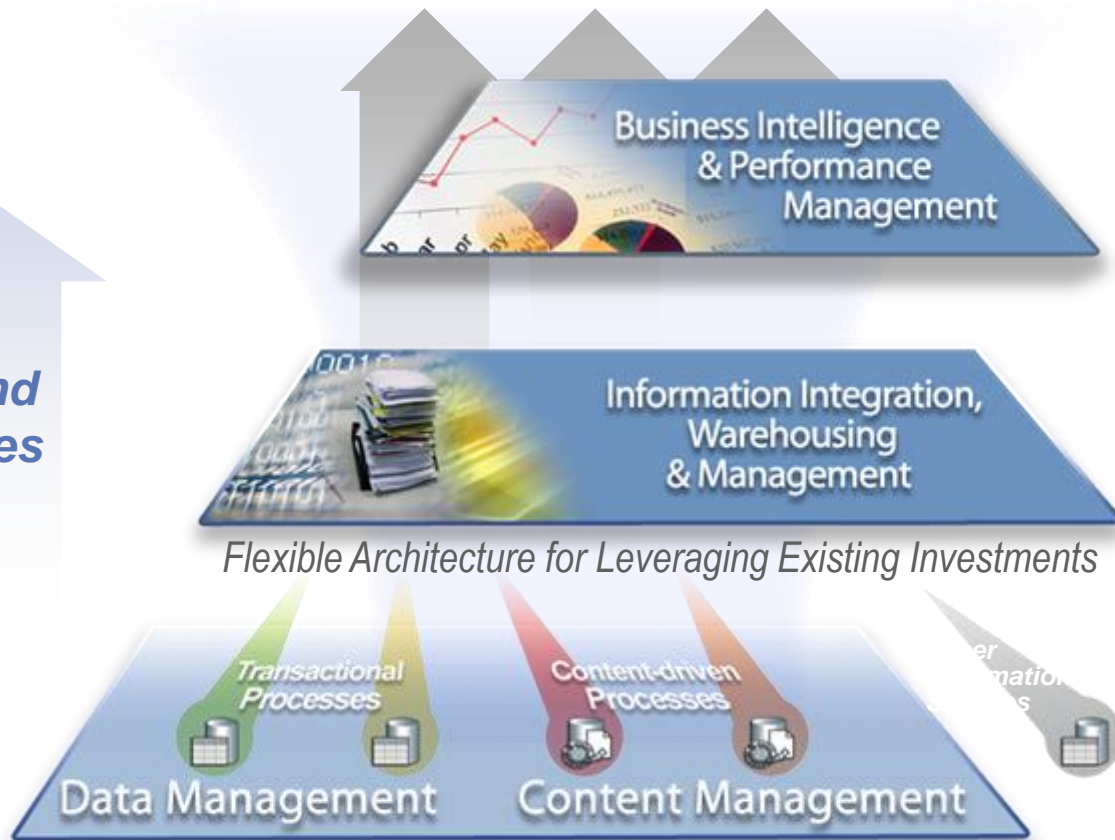 Business Intelligence
& Performance
Management
Information Integration,
Warehousing
& Management
Flexible Architecture for Leveraging Existing Investments
Transactional
Processes
Content-driven
Processes
Data Management
Content Management